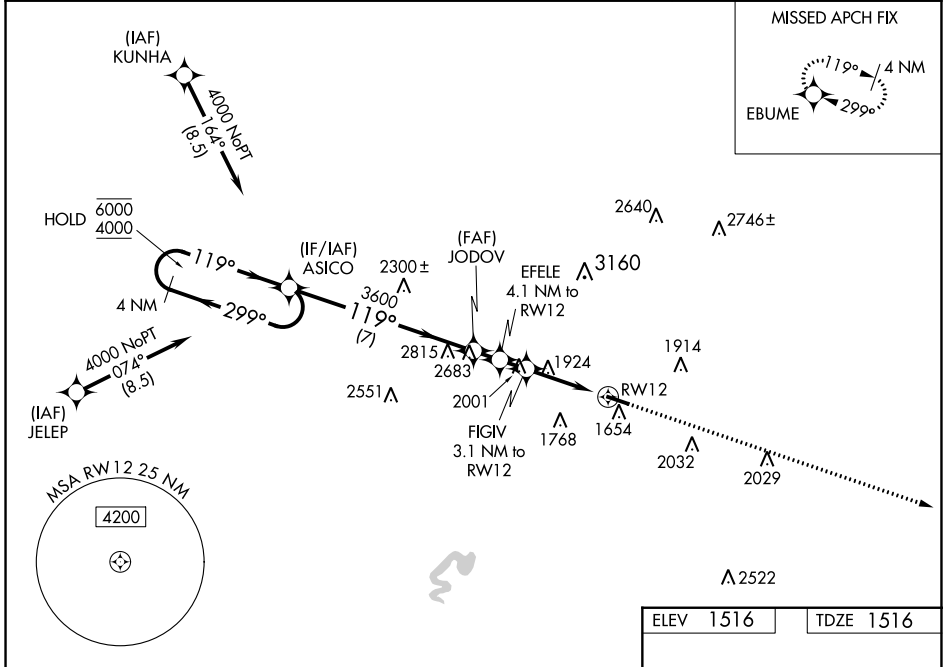 MISSED APCH FIX
119°
4 NM
EBUME
299°
(IAF)
KUNHA
4000 NoPT
164°
(8.5)
HOLD
6000
4000
119°
4 NM
299°
(IF/IAF)
ASICO
2300±
3600
119°
(7)
(FAF)
JODOV
EFELE
4.1 NM to
RW12
2640
2746±
3160
4000 NoPT
074°
(8.5)
(IAF)
JELEP
2815
2683
2551
2001
1924
1914
RW12
FIGIV
3.1 NM to
RW12
1768
1654
2032
2029
MSA RW12 25 NM
4200
2522
ELEV 1516
TDZE 1516